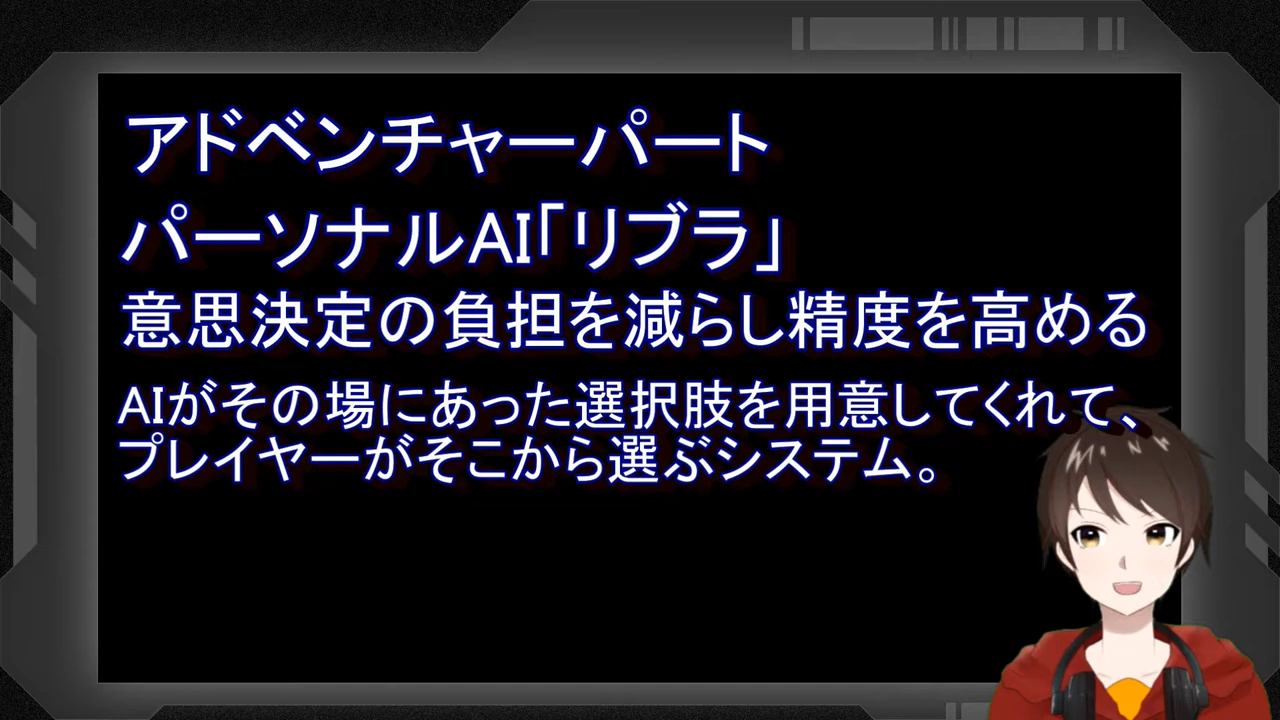 アドベンチャーパート
パーソナルAI「リブラ」
意思決定の負担を減らし精度を高める
AIがその場にあった選択肢を用意してくれて、
プレイヤーがそこから選ぶシステム。